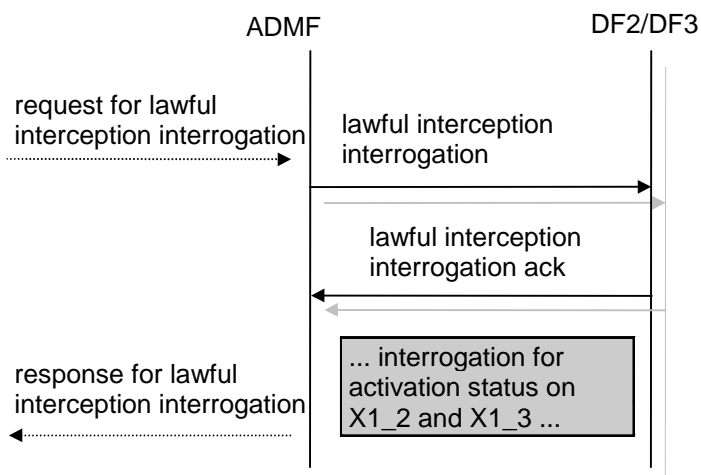 ADMF
DF2/DF3
request for lawful
interception interrogation
lawful interception
interrogation
lawful interception
interrogation ack
... interrogation for
activation status on
X1_2 and X1_3 ...
response for lawful
interception interrogation